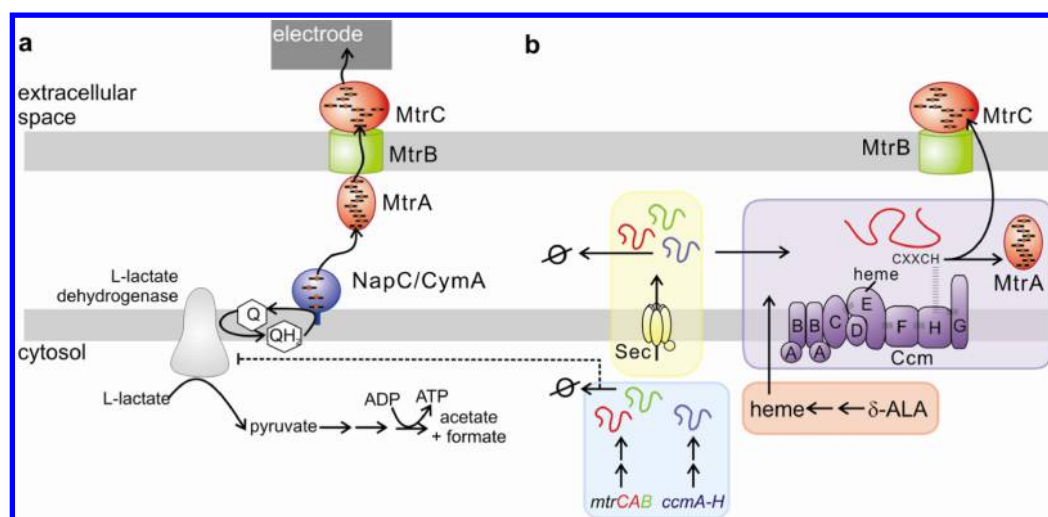 a
electrode
extracellular
space
MtrC
MtrB
MtrA
NapC/CymA
L-lactate
dehydrogenase
Q
QH2
cytosol
L-lactate
pyruvate
ADP
ATP
acetate
+ formate
b
MtrC
MtrB
CXXCH
MtrA
heme
B
B
C
E
D
F
H
G
A
A
Ccm
Sec
heme
δ-ALA
mtrCAB
ccmA-H